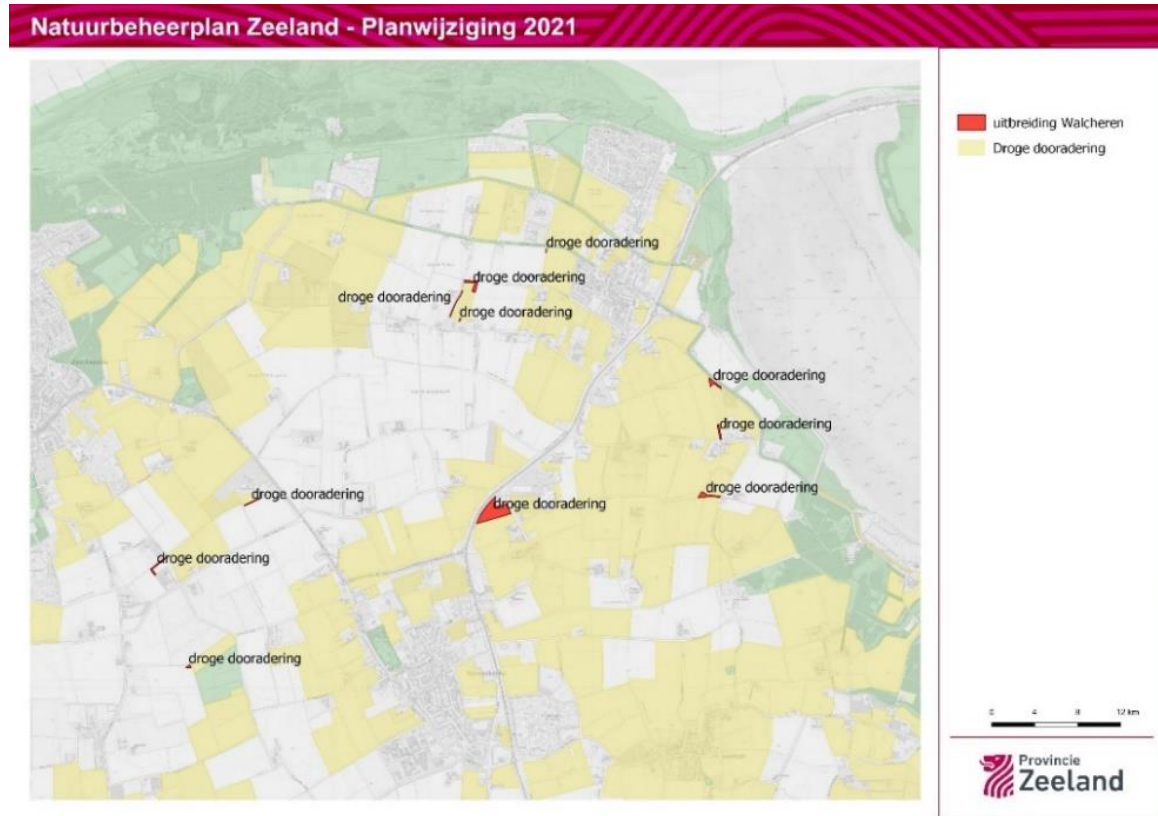 Natuurbeheerplan Zeeland - Planwijziging 2021
uitbreiding Walcheren
Droge dooradering
droge dooradering
droge dooradering
droge dooradering
droge dooradering
droge dooradering
droge dooradering
droge dooradering
droge dooradering
droge dooradering
droge dooradering
droge dooradering
0 4 8 12 km
Provincie
Zeeland